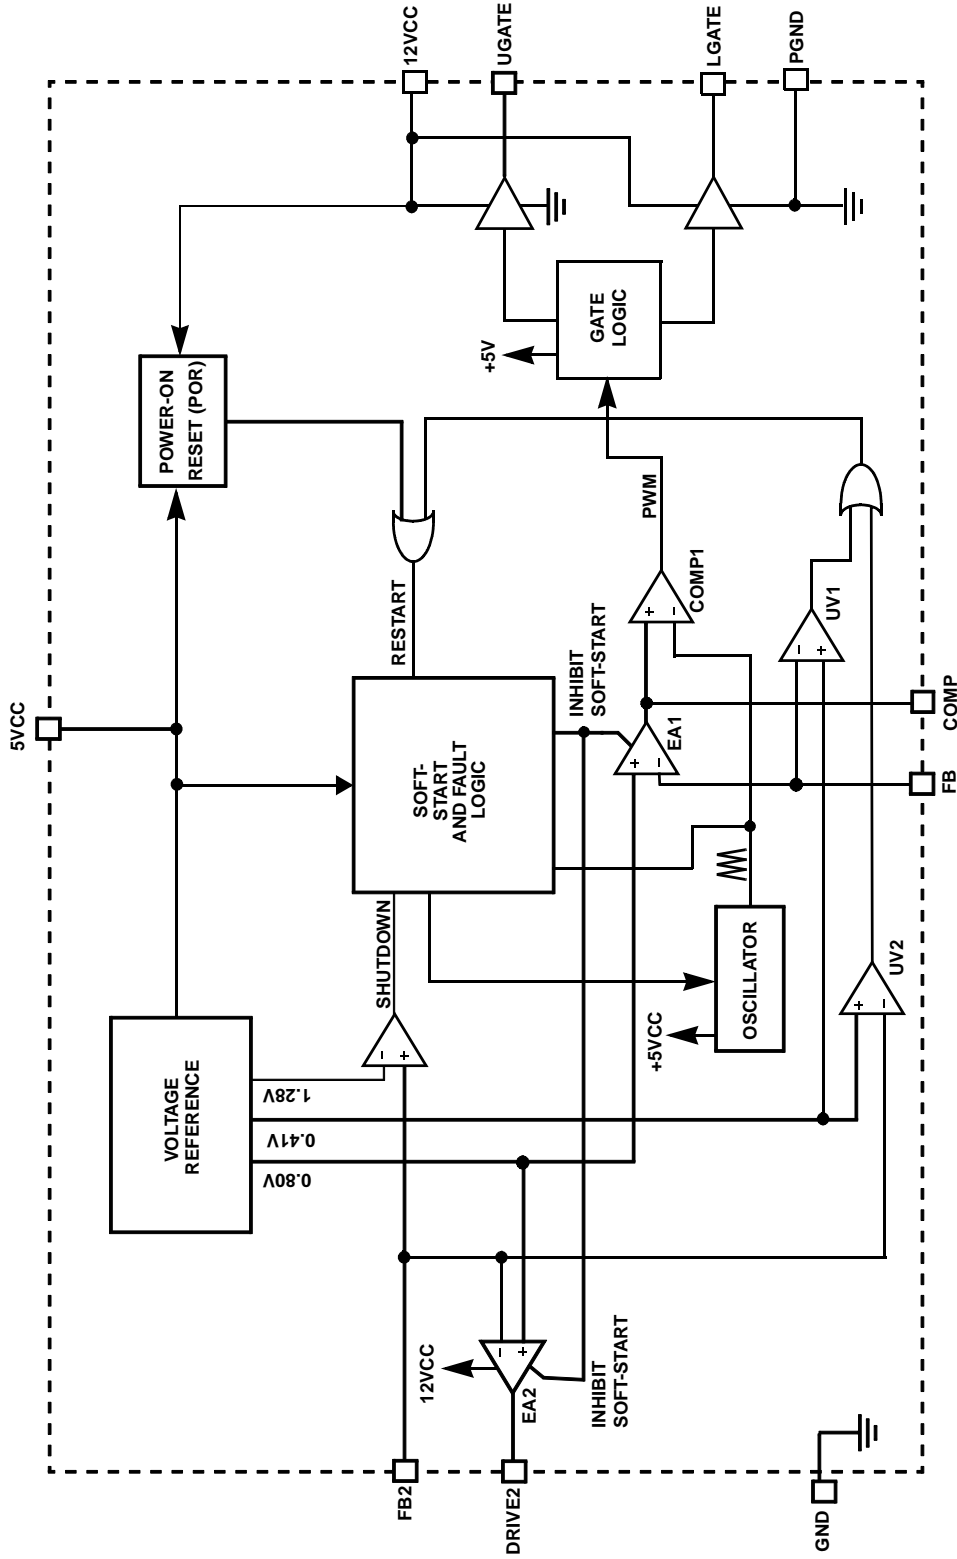 12VCC
UGATE
LGATE
PGND
+5V
GATE
LOGIC
POWER-ON
RESET (POR)
PWM
COMP1
+
–
RESTART
UV1
–
+
INHIBIT
SOFT-START
5VCC
EA1
+
–
COMP
FB
SOFT-
START
AND FAULT
LOGIC
SHUTDOWN
OSCILLATOR
+5VCC
UV2
+
–
–
+
VOLTAGE
REFERENCE
1.28V
0.41V
0.80V
12VCC
–
+
EA2
INHIBIT
SOFT-START
FB2
DRIVE2
GND